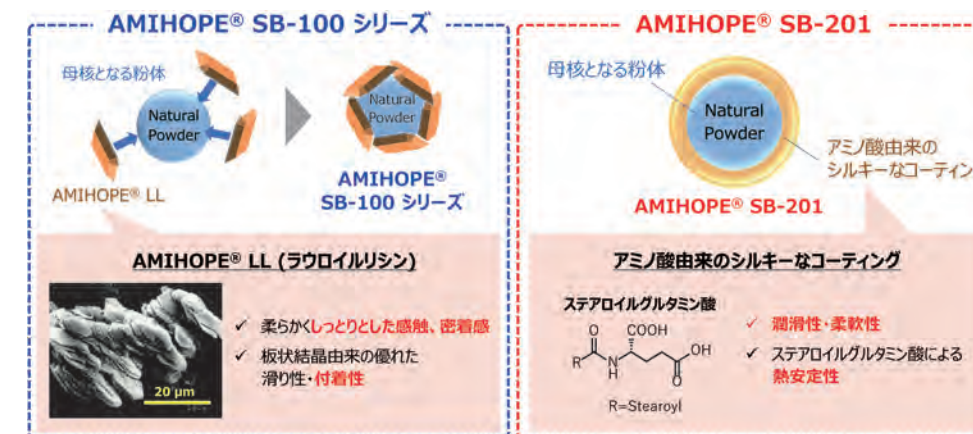 AMIHOPE® SB-100 シリーズ
母核となる粉体
Natural
Powder
AMIHOPE® LL
Natural
Powder
AMIHOPE®
SB-100 シリーズ
AMIHOPE® LL (ラウロイルリシン)
20 μm
✓ 柔らかくしっとりとした感触、密着感
✓ 板状結晶由来の優れた
滑り性・付着性
AMIHOPE® SB-201
母核となる粉体
Natural
Powder
アミノ酸由来の
シルキーなコーティン
AMIHOPE® SB-201
アミノ酸由来のシルキーなコーティング
ステアロイルグルタミン酸
O
COOH
R
N
H
OH
O
R=Stearoyl
✓ 潤滑性・柔軟性
✓ ステアロイルグルタミン酸による
熱安定性